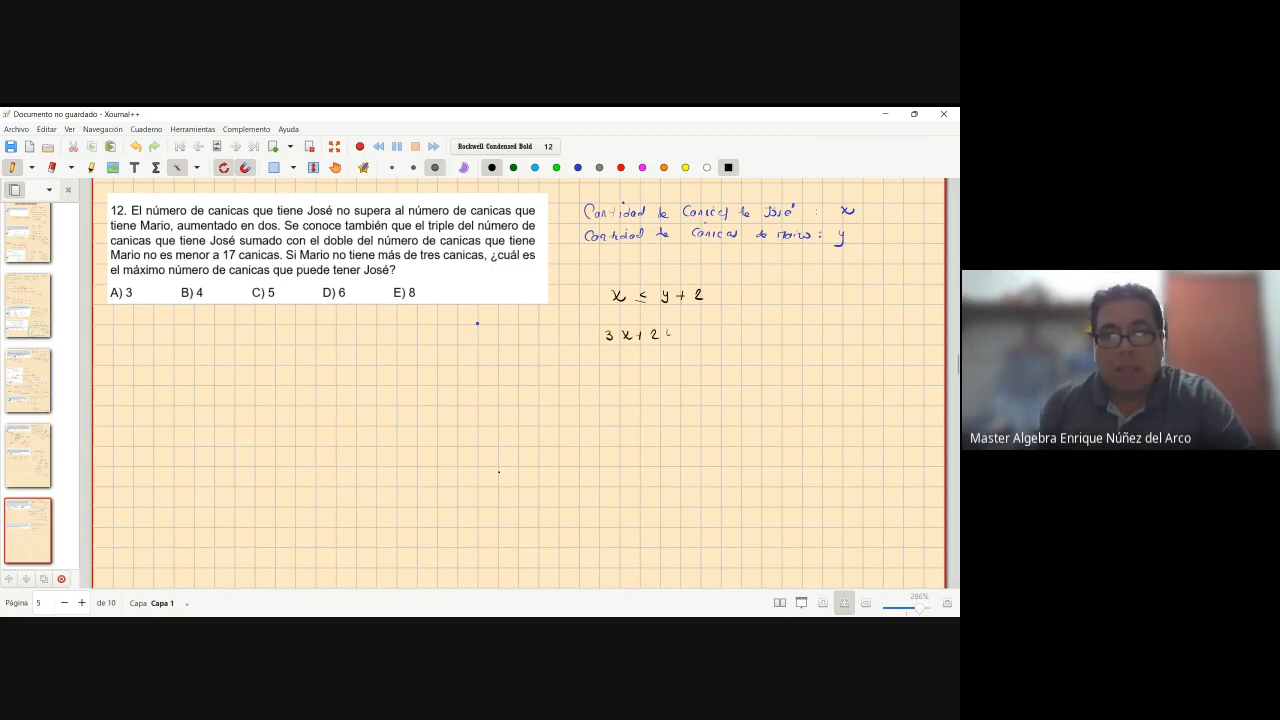 Documento no guardado - Xournal++
Archivo Editar Ver Navegación Cuaderno Herramientas Complemento Ayuda
Rockwell Condensed Bold 12
12. El número de canicas que tiene José no supera al número de canicas que
tiene Mario, aumentado en dos. Se conoce también que el triple del número de
canicas que tiene José sumado con el doble del número de canicas que tiene
Mario no es menor a 17 canicas. Si Mario no tiene más de tres canicas, ¿cuál es
el máximo número de canicas que puede tener José?
A) 3 B) 4 C) 5 D) 6 E) 8
Cantidad de Canicas de José : x
Cantidad de Canicas de Mario : y
x ≤ y + 2
3x + 2
Master Algebra Enrique Núñez del Arco
Página 5 de 10 Capa Capa 1
286%